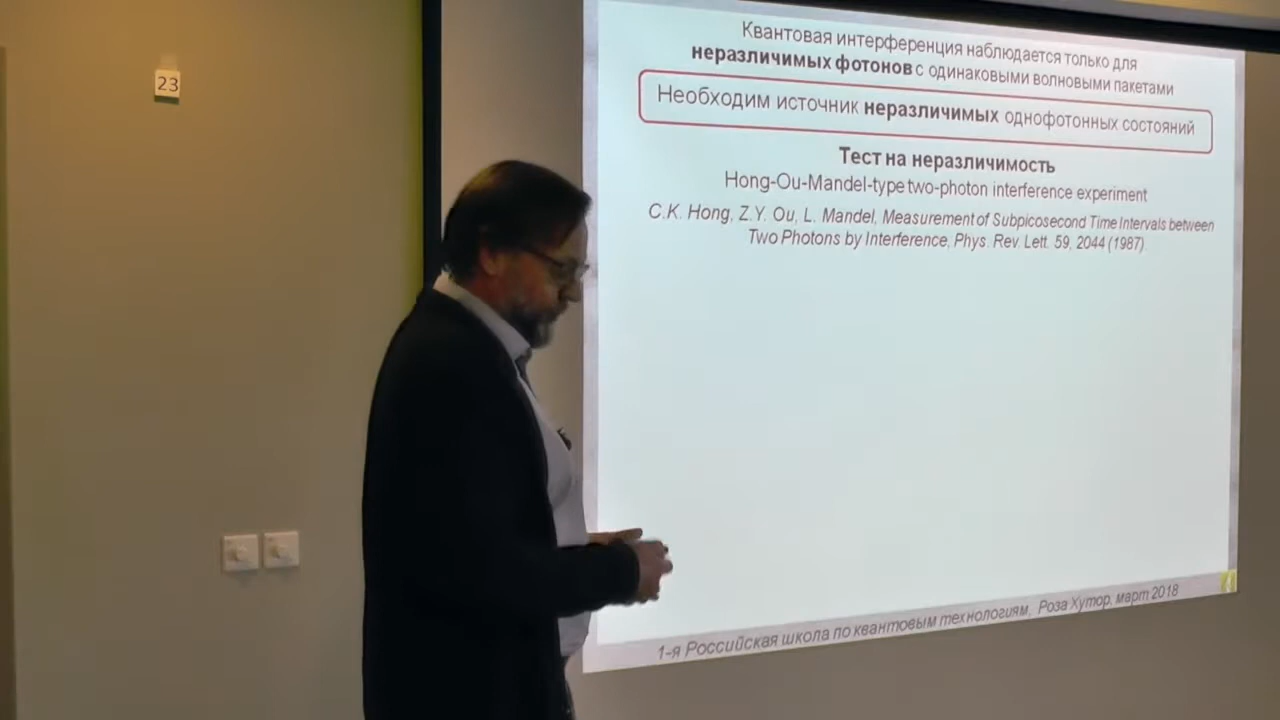 23
Квантовая интерференция наблюдается только для
неразличимых фотонов с одинаковыми волновыми пакетами
Необходим источник неразличимых однофотонных состояний
Тест на неразличимость
Hong-Ou-Mandel-type two-photon interference experiment
C.K. Hong, Z.Y. Ou, L. Mandel, Measurement of Subpicosecond Time Intervals between
Two Photons by Interference, Phys. Rev. Lett. 59, 2044 (1987)
1-я Российская школа по квантовым технологиям, Роза Хутор, март 2018